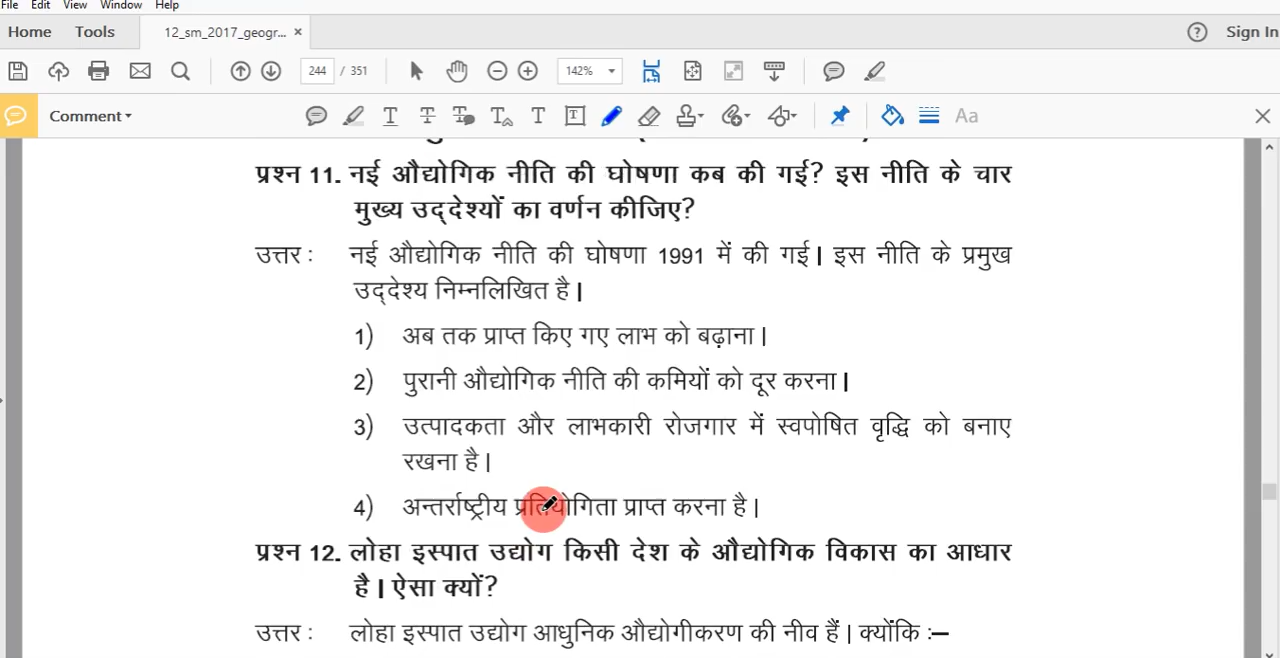 File Edit View Window Help
Home Tools 12_sm_2017_geogr... × ? Sign In
244 / 351 142%
Comment T T T T T T Aa
प्रश्न 11. नई औद्योगिक नीति की घोषणा कब की गई? इस नीति के चार
मुख्य उद्देश्यों का वर्णन कीजिए?
उत्तर : नई औद्योगिक नीति की घोषणा 1991 में की गई। इस नीति के प्रमुख
उद्देश्य निम्नलिखित है।
1) अब तक प्राप्त किए गए लाभ को बढ़ाना।
2) पुरानी औद्योगिक नीति की कमियों को दूर करना।
3) उत्पादकता और लाभकारी रोजगार में स्वपोषित वृद्धि को बनाए
रखना है।
4) अन्तर्राष्ट्रीय प्रतियोगिता प्राप्त करना है।
प्रश्न 12. लोहा इस्पात उद्योग किसी देश के औद्योगिक विकास का आधार
है। ऐसा क्यों?
उत्तर : लोहा इस्पात उद्योग आधुनिक औद्योगीकरण की नीव हैं। क्योंकि :–